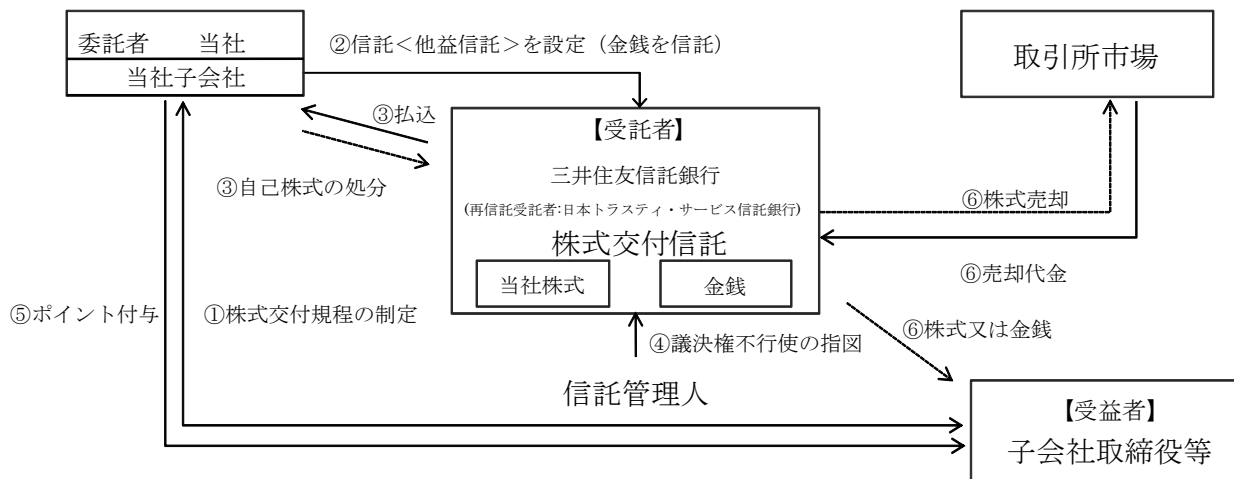 委託者　　当社
当社子会社
②信託＜他益信託＞を設定（金銭を信託）
取引所市場
③払込
③自己株式の処分
【受託者】
三井住友信託銀行
(再信託受託者:日本トラスティ・サービス信託銀行)
株式交付信託
当社株式
金銭
⑥株式売却
⑥売却代金
⑤ポイント付与
①株式交付規程の制定
④議決権不行使の指図
⑥株式又は金銭
信託管理人
【受益者】
子会社取締役等